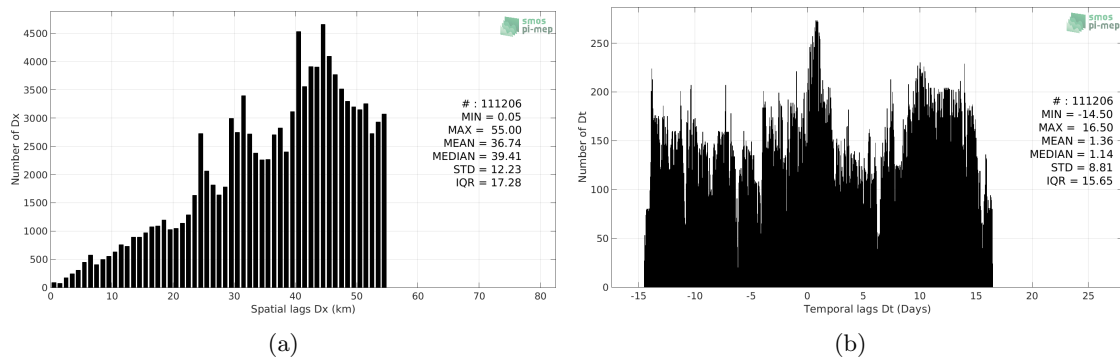 smos
pi-mep
4500
4000
3500
3000
2500
2000
1500
1000
500
0
Number of Dx
# : 111206
MIN = 0.05
MAX = 55.00
MEAN = 36.74
MEDIAN = 39.41
STD = 12.23
IQR = 17.28
0 10 20 30 40 50 60 70 80
Spatial lags Dx (km)
(a)
smos
pi-mep
250
200
150
100
50
0
Number of Dt
# : 111206
MIN = -14.50
MAX = 16.50
MEAN = 1.36
MEDIAN = 1.14
STD = 8.81
IQR = 15.65
-15 -10 -5 0 5 10 15 20 25
Temporal lags Dt (Days)
(b)